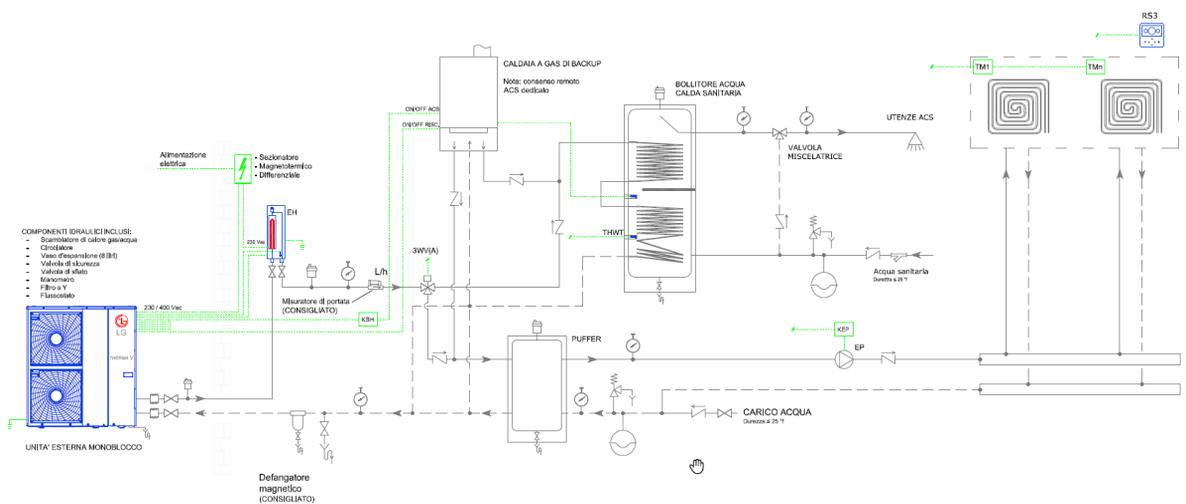 RS3
TM1
TMn
CALDAIA A GAS DI BACKUP
Nota: consenso remoto
ACS dedicato
ON/OFF ACS
ON/OFF RISC.
BOLLITORE ACQUA
CALDA SANITARIA
UTENZE ACS
VALVOLA
MISCELATRICE
Alimentazione
elettrica
- Sezionatore
- Magnetotermico
- Differenziale
EH
230 Vac
COMPONENTI IDRAULICI INCLUSI:
- Scambiatore di calore gas/acqua
- Circolatore
- Vaso d'espansione (8 litri)
- Valvola di sicurezza
- Valvola di sfiato
- Manometro
- Filtro a Y
- Flussostato
THWT
3WV(A)
L/h
Misuratore di portata
(CONSIGLIATO)
Acqua sanitaria
Durezza ≤ 25 °f
230 / 400 Vac
KBH
LG
PUFFER
KEP
EP
CARICO ACQUA
Durezza ≤ 25 °f
UNITA' ESTERNA MONOBLOCCO
Defangatore
magnetico
(CONSIGLIATO)